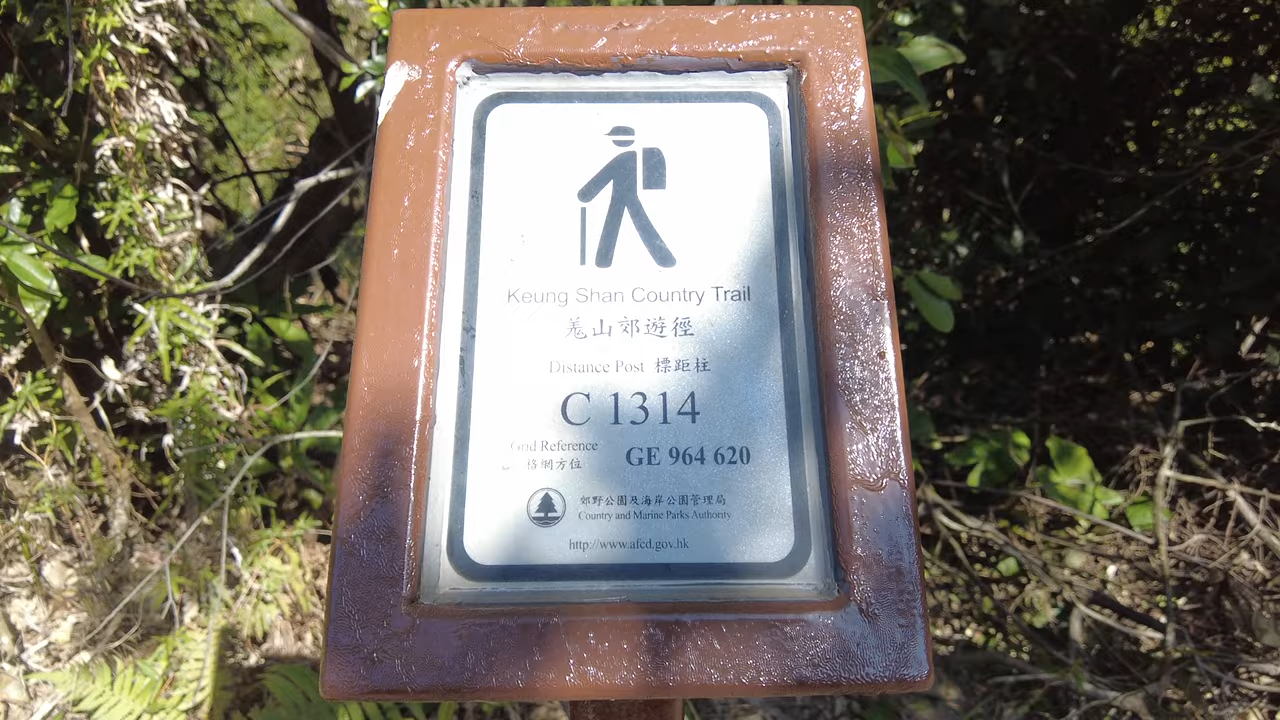 Keung Shan Country Trail
羗山郊遊徑
Distance Post 標距柱
C 1314
Grid Reference
格網方位
GE 964 620
郊野公園及海岸公園管理局
Country and Marine Parks Authority
http://www.afcd.gov.hk